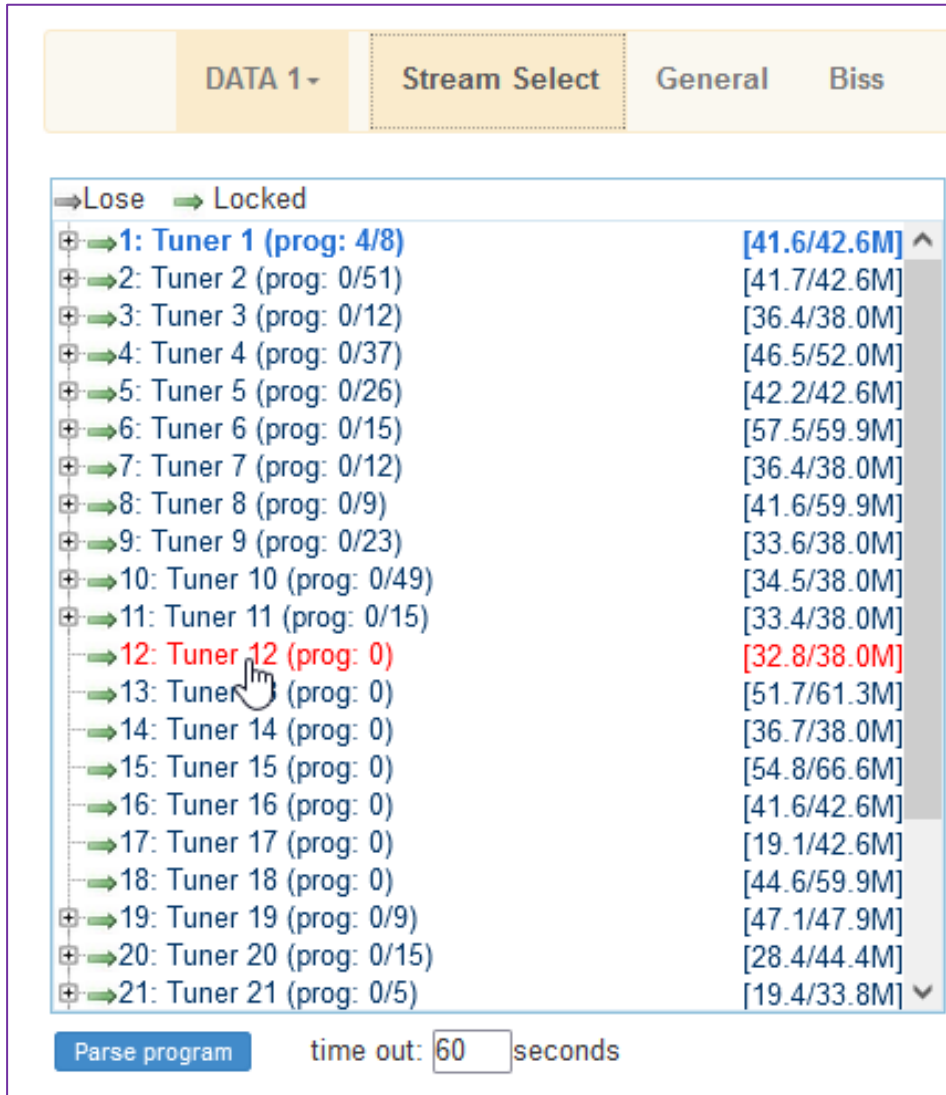 DATA 1 Stream Select General Biss
Lose Locked
1: Tuner 1 (prog: 4/8) [41.6/42.6M]
2: Tuner 2 (prog: 0/51) [41.7/42.6M]
3: Tuner 3 (prog: 0/12) [36.4/38.0M]
4: Tuner 4 (prog: 0/37) [46.5/52.0M]
5: Tuner 5 (prog: 0/26) [42.2/42.6M]
6: Tuner 6 (prog: 0/15) [57.5/59.9M]
7: Tuner 7 (prog: 0/12) [36.4/38.0M]
8: Tuner 8 (prog: 0/9) [41.6/59.9M]
9: Tuner 9 (prog: 0/23) [33.6/38.0M]
10: Tuner 10 (prog: 0/49) [34.5/38.0M]
11: Tuner 11 (prog: 0/15) [33.4/38.0M]
12: Tuner 12 (prog: 0) [32.8/38.0M]
13: Tuner (prog: 0) [51.7/61.3M]
14: Tuner 14 (prog: 0) [36.7/38.0M]
15: Tuner 15 (prog: 0) [54.8/66.6M]
16: Tuner 16 (prog: 0) [41.6/42.6M]
17: Tuner 17 (prog: 0) [19.1/42.6M]
18: Tuner 18 (prog: 0) [44.6/59.9M]
19: Tuner 19 (prog: 0/9) [47.1/47.9M]
20: Tuner 20 (prog: 0/15) [28.4/44.4M]
21: Tuner 21 (prog: 0/5) [19.4/33.8M]
Parse program time out: 60 seconds